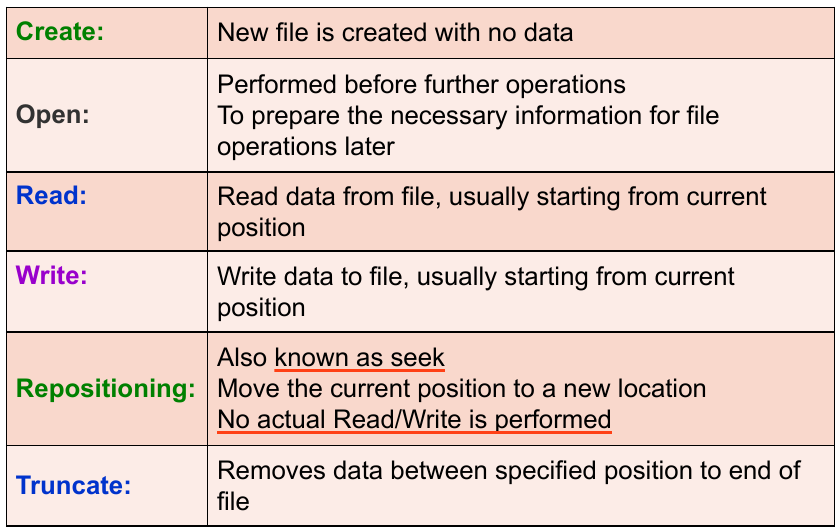 Create:
New file is created with no data
Open:
Performed before further operations
To prepare the necessary information for file
operations later
Read:
Read data from file, usually starting from current
position
Write:
Write data to file, usually starting from current
position
Repositioning:
Also known as seek
Move the current position to a new location
No actual Read/Write is performed
Truncate:
Removes data between specified position to end of
file